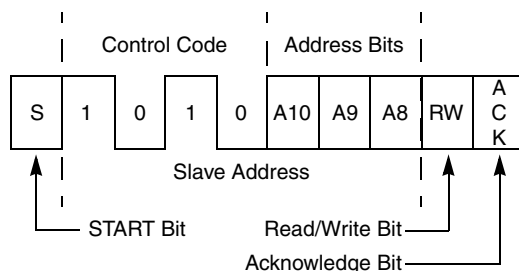 Control Code Address Bits
S 1 0 1 0 A10 A9 A8 RW ACK
Slave Address
START Bit Read/Write Bit
Acknowledge Bit